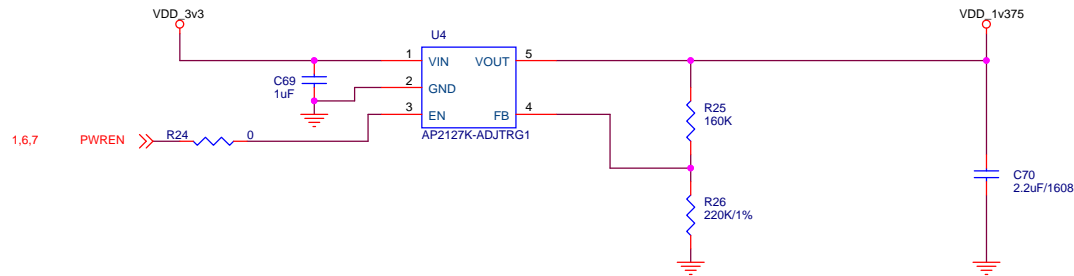 VDD_3v3
VDD_1v375
U4
1 VIN VOUT 5
C69
1uF
2 GND
3 EN FB 4
AP2127K-ADJTRG1
R25
160K
1,6,7 PWREN R24 0
C70
2.2uF/1608
R26
220K/1%